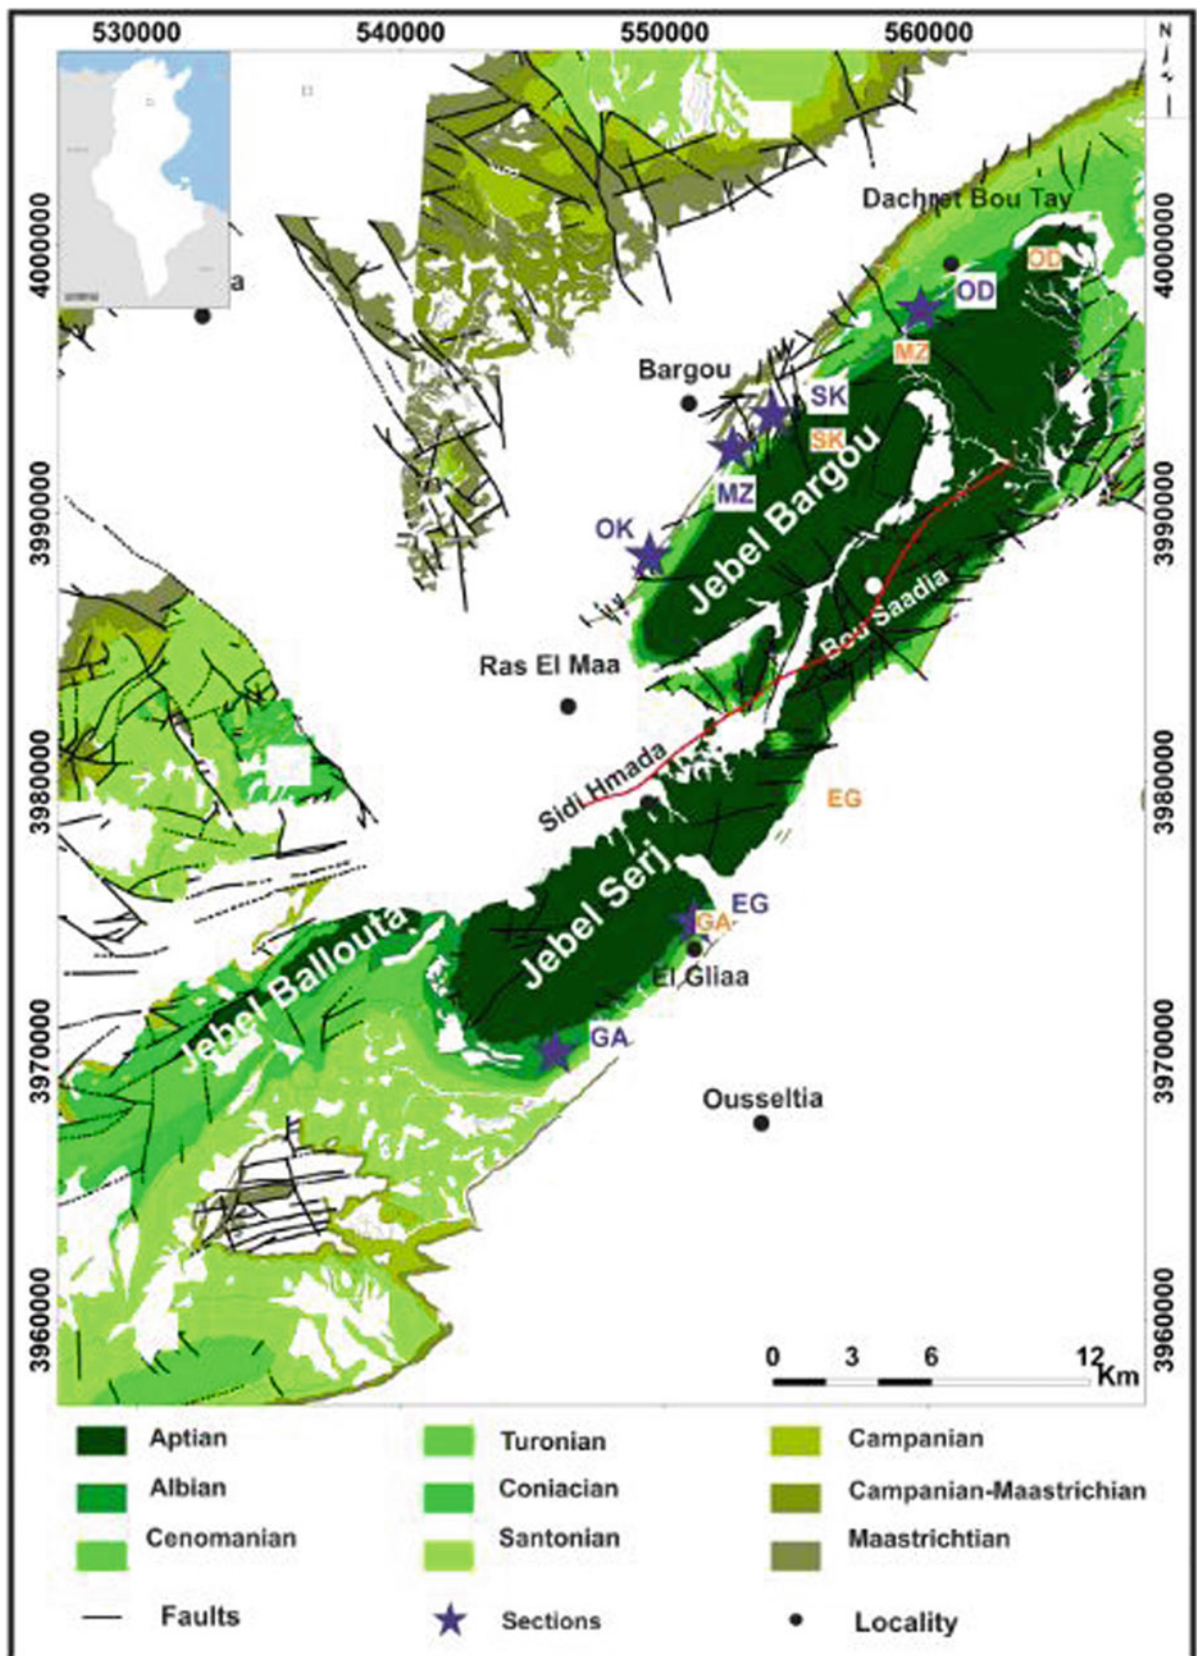 530000 540000 550000 560000
N
4000000
4000000
Dachret Bou Tay
OD
OD
a
MZ
Bargou
SK
SK
MZ
3990000
OK
Jebel Bargou
3990000
Bou Saadia
Ras El Maa
Sidi Hmada
3980000
3980000
EG
Jebel Serj
EG
GA
Jebel Ballouta
El Gliaa
GA
3970000
3970000
Ousseltia
3960000
3960000
0 3 6 12
Km
Aptian Turonian Campanian
Albian Coniacian Campanian-Maastrichian
Cenomanian Santonian Maastrichtian
Faults Sections Locality